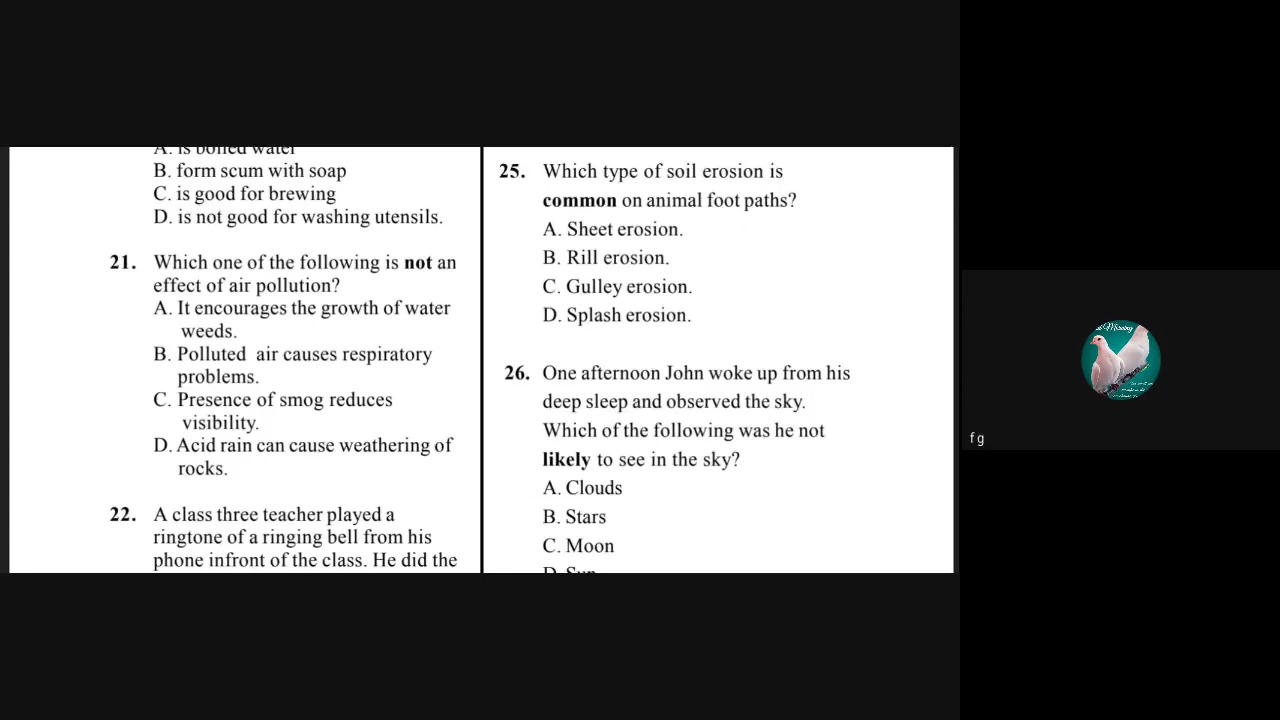 A. is boiled water
B. form scum with soap
C. is good for brewing
D. is not good for washing utensils.
21. Which one of the following is not an
effect of air pollution?
A. It encourages the growth of water
weeds.
B. Polluted air causes respiratory
problems.
C. Presence of smog reduces
visibility.
D. Acid rain can cause weathering of
rocks.
22. A class three teacher played a
ringtone of a ringing bell from his
phone infront of the class. He did the
25. Which type of soil erosion is
common on animal foot paths?
A. Sheet erosion.
B. Rill erosion.
C. Gulley erosion.
D. Splash erosion.
26. One afternoon John woke up from his
deep sleep and observed the sky.
Which of the following was he not
likely to see in the sky?
A. Clouds
B. Stars
C. Moon
D. Sun
Morning
f g